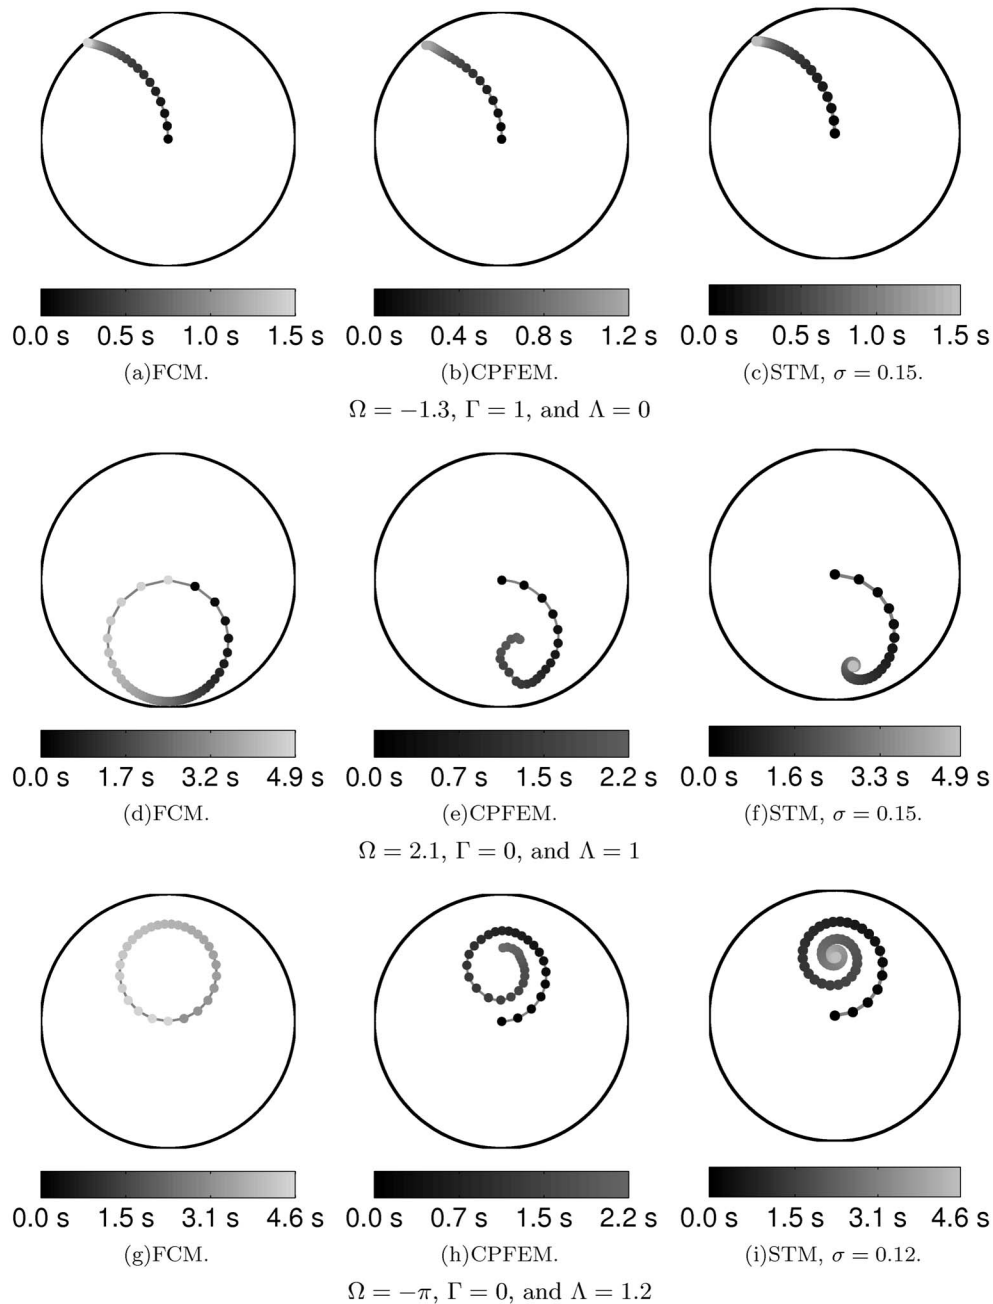 0.0 s 0.5 s 1.0 s 1.5 s
0.0 s 0.4 s 0.8 s 1.2 s
0.0 s 0.5 s 1.0 s 1.5 s
(a)FCM.
(b)CPFEM.
(c)STM, σ = 0.15.
Ω = −1.3, Γ = 1, and Λ = 0
0.0 s 1.7 s 3.2 s 4.9 s
0.0 s 0.7 s 1.5 s 2.2 s
0.0 s 1.6 s 3.3 s 4.9 s
(d)FCM.
(e)CPFEM.
(f)STM, σ = 0.15.
Ω = 2.1, Γ = 0, and Λ = 1
0.0 s 1.5 s 3.1 s 4.6 s
0.0 s 0.7 s 1.5 s 2.2 s
0.0 s 1.5 s 3.1 s 4.6 s
(g)FCM.
(h)CPFEM.
(i)STM, σ = 0.12.
Ω = −π, Γ = 0, and Λ = 1.2